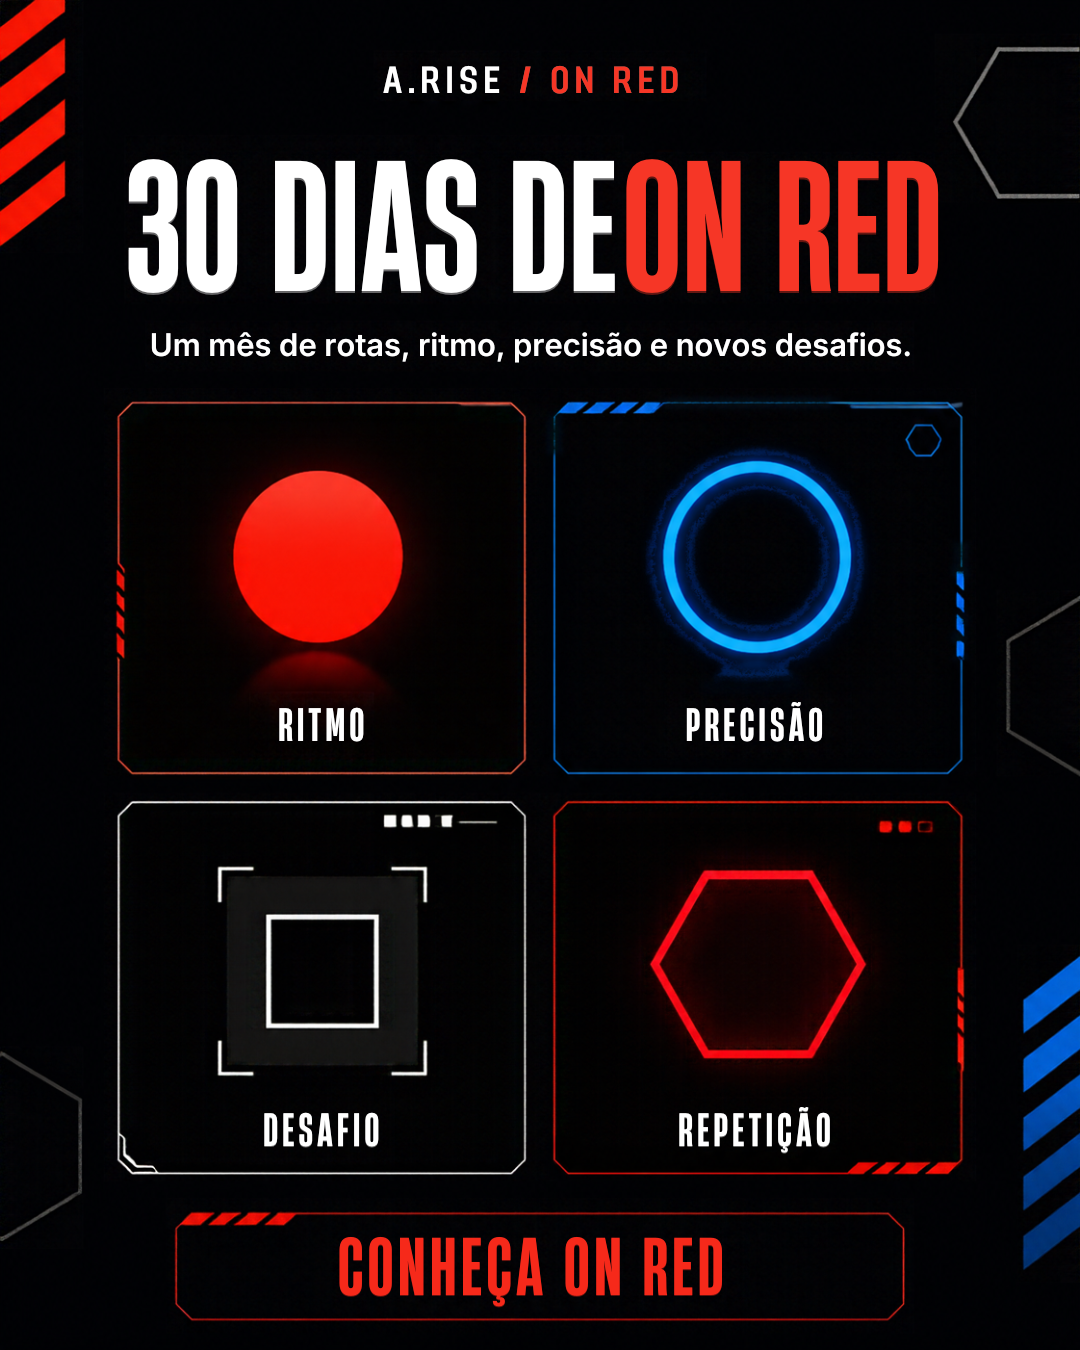 A.RISE / ON RED
30 DIAS DEON RED
Um mês de rotas, ritmo, precisão e novos desafios.
RITMO
PRECISÃO
DESAFIO
REPETIÇÃO
CONHEÇA ON RED